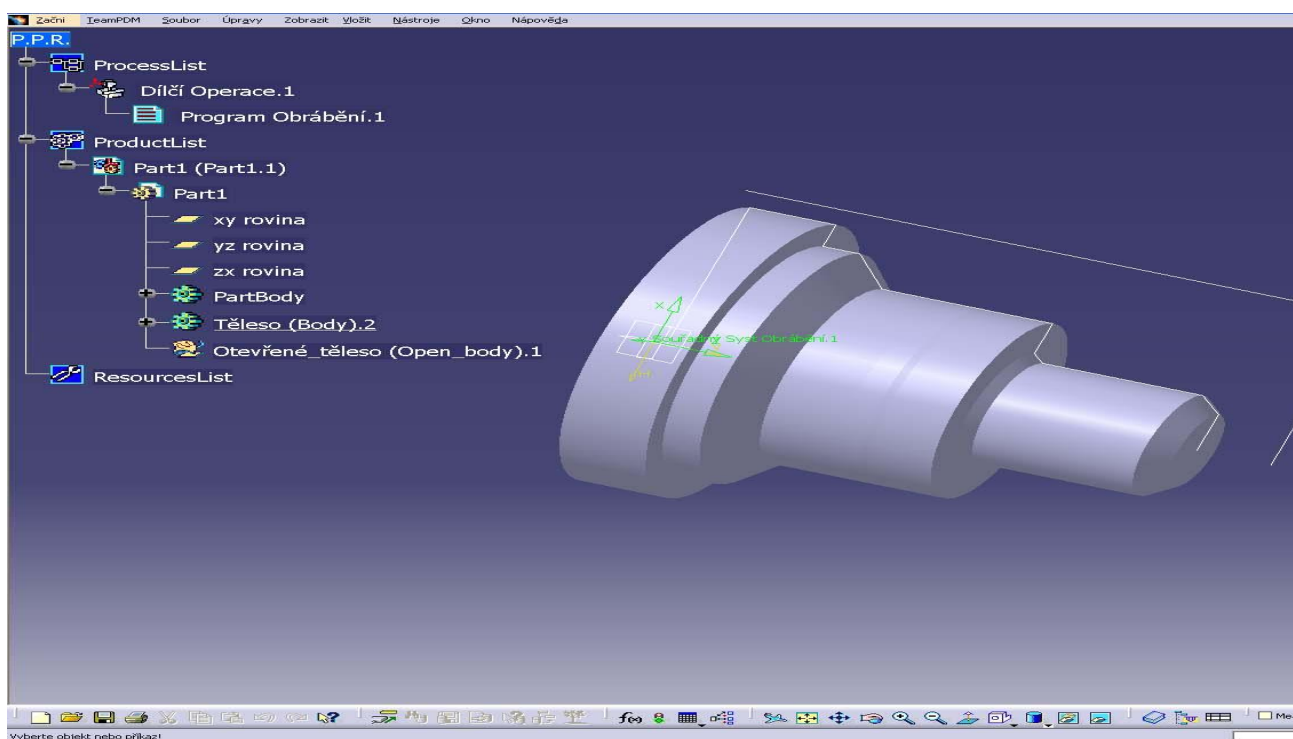 Začni TeamPDM Soubor Úpravy Zobrazit Vložit Nástroje Okno Nápověda
P.P.R.
ProcessList
Dílčí Operace.1
Program Obrábění.1
ProductList
Part1 (Part1.1)
Part1
xy rovina
yz rovina
zx rovina
PartBody
Těleso (Body).2
Otevřené_těleso (Open_body).1
ResourcesList
x
Souřadný Syst Obrábění.1
f(x)
Me
Vyberte objekt nebo příkaz!